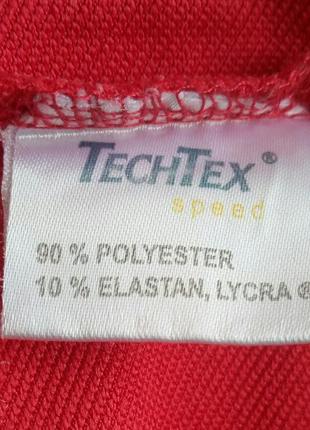 TECHTEX®
speed
90 % POLYESTER
10 % ELASTAN, LYCRA ®